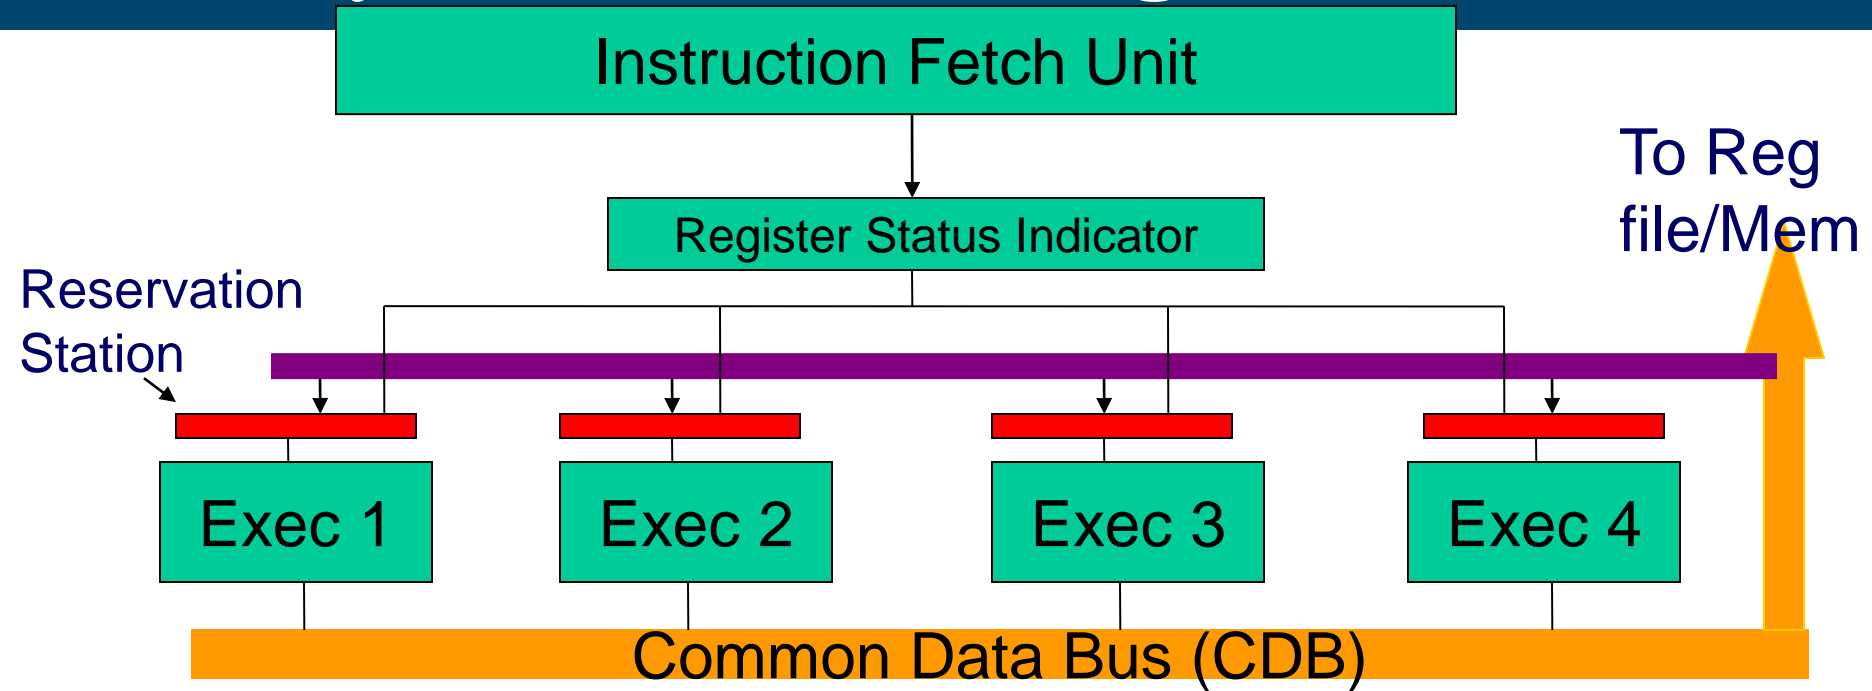 Instruction Fetch Unit
To Reg
file/Mem
Register Status Indicator
Reservation
Station
Exec 1
Exec 2
Exec 3
Exec 4
Common Data Bus (CDB)